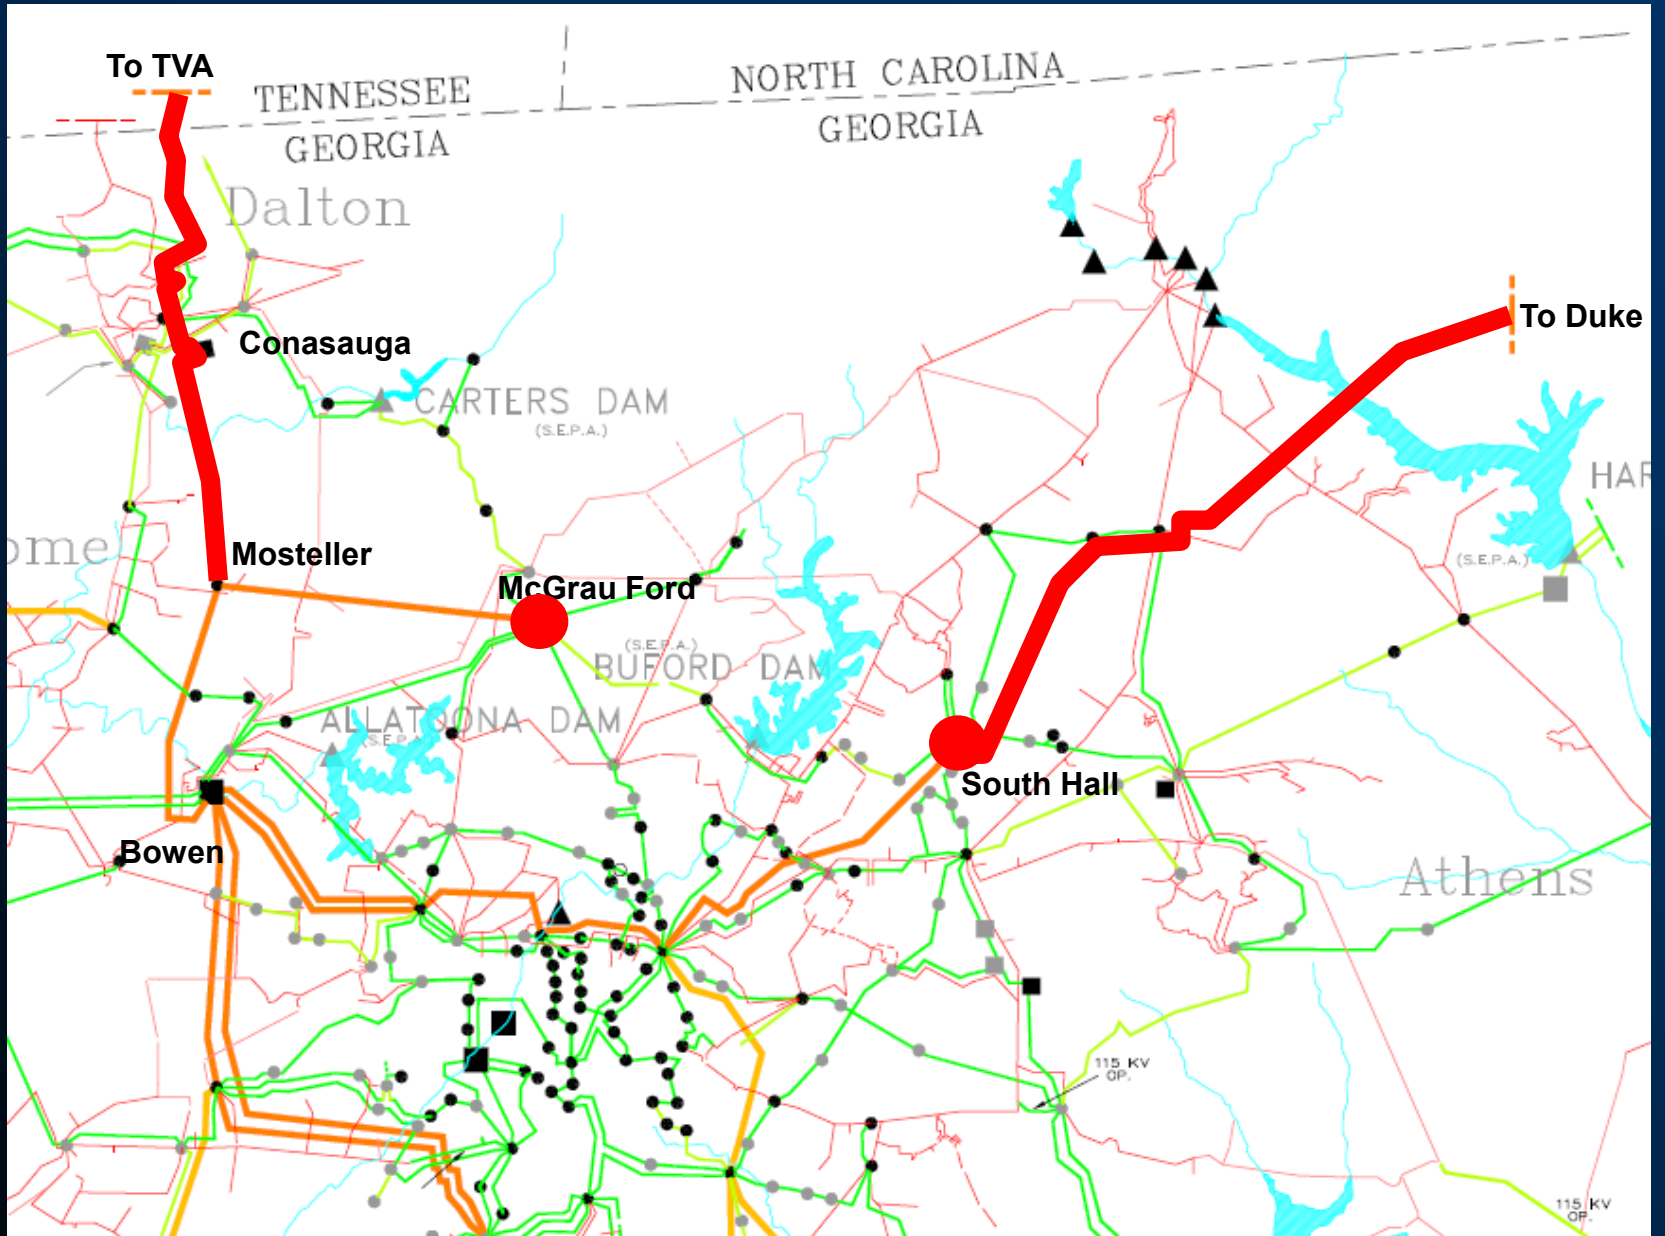 To TVA
TENNESSEE
NORTH CAROLINA
GEORGIA
GEORGIA
Dalton
To Duke
Conasauga
CARTERS DAM
(S.E.P.A.)
HAR
ome
Mosteller
(S.E.P.A.)
McGrau Ford
(S.E.P.A.)
BUFORD DAM
ALLATOONA DAM
(S.E.P.A.)
South Hall
Bowen
Athens
115 KV
OP.
115 KV
OP.